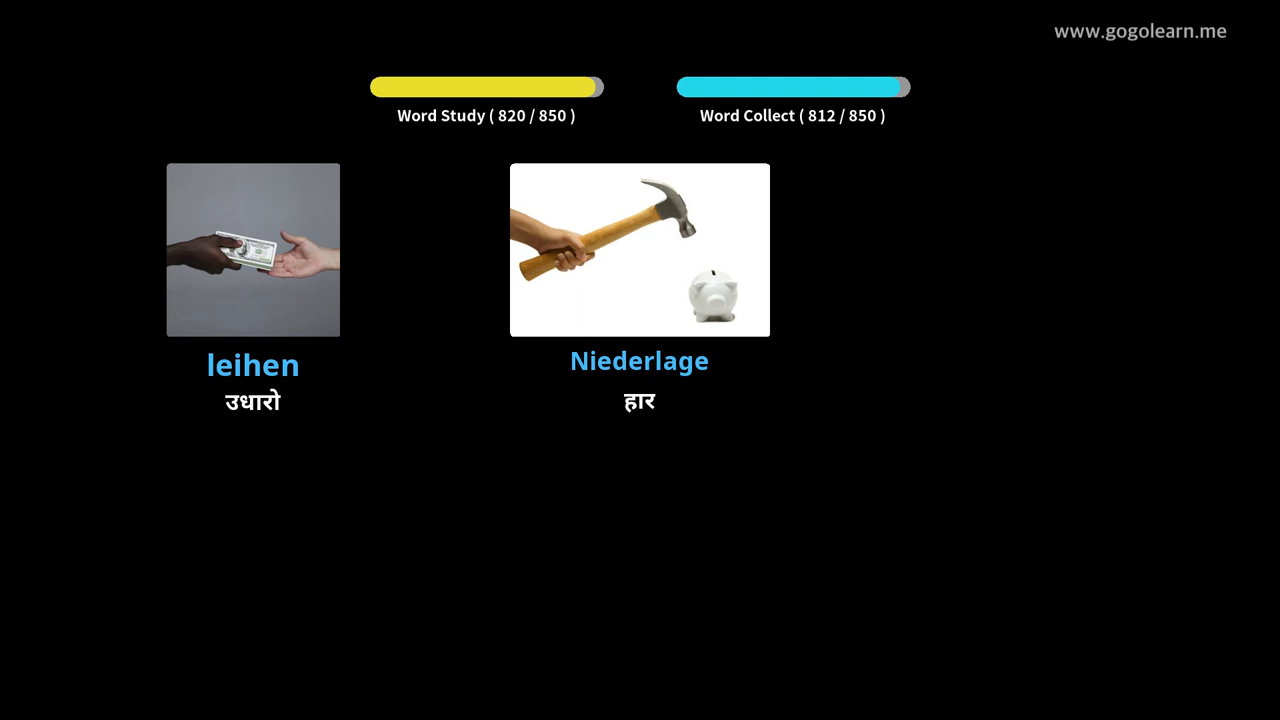 www.gogolearn.me
Word Study ( 820 / 850 )
Word Collect ( 812 / 850 )
leihen
उधारो
Niederlage
हार